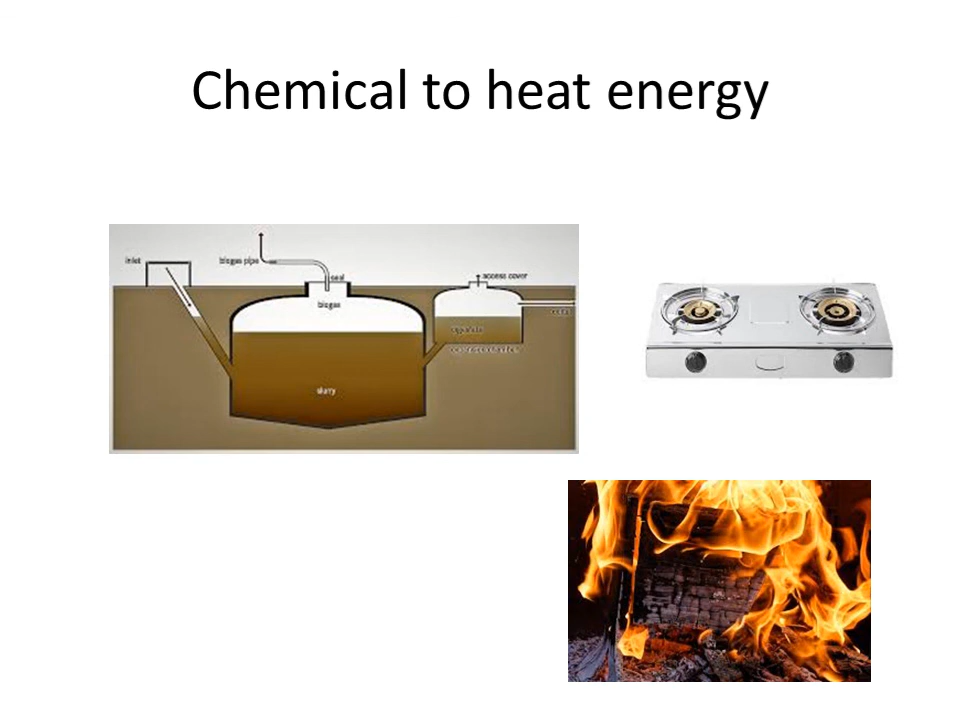 Chemical to heat energy
inlet
biogas pipe
seal
biogas
access cover
slurry